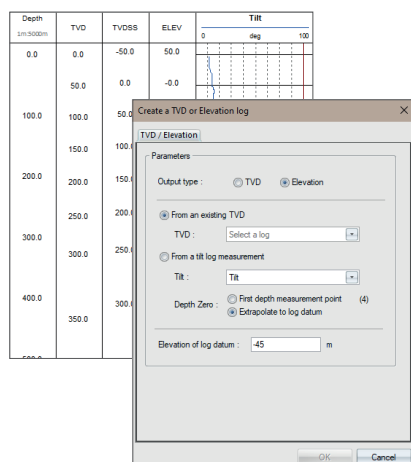 Depth TVD TVDSS ELEV Tilt
1m:5000m 0 deg 100
0.0 0.0 -50.0 50.0
50.0 0.0 -0.0
100.0 100.0 50.0
150.0 100.0
200.0 200.0 150.0
250.0 200.0
300.0 300.0 250.0
400.0 350.0 300.0
500.0
Create a TVD or Elevation log
TVD / Elevation
Parameters
Output type : TVD Elevation
From an existing TVD
TVD : Select a log
From a tilt log measurement
Tilt : Tilt
Depth Zero : First depth measurement point (4)
Extrapolate to log datum
Elevation of log datum : -45 m
OK Cancel